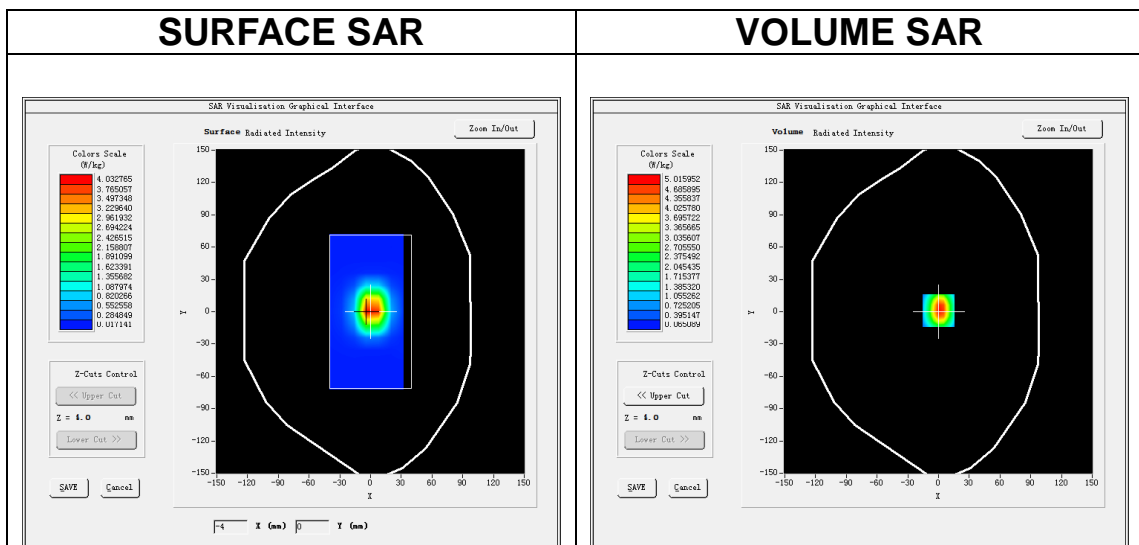 SURFACE SAR
VOLUME SAR
SAR Visualisation Graphical Interface
Surface Radiated Intensity
Zoom In/Out
Colors Scale
(W/kg)
4.032765
3.765057
3.497348
3.229640
2.961932
2.694224
2.426515
2.158807
1.891099
1.623391
1.355682
1.087974
0.820266
0.552558
0.284849
0.017141
150
120
90
60
30
0
-30
-60
-90
-120
-150
Y
-150 -120 -90 -60 -30 0 30 60 90 120 150
X
Z-Cuts Control
<< Upper Cut
Z = 4.0 mm
Lower Cut >>
SAVE
Cancel
-4 X (mm) 0 Y (mm)
SAR Visualisation Graphical Interface
Volume Radiated Intensity
Zoom In/Out
Colors Scale
(W/kg)
5.015952
4.685895
4.355837
4.025780
3.695722
3.365665
3.035607
2.705550
2.375492
2.045435
1.715377
1.385320
1.055262
0.725205
0.395147
0.065089
150
120
90
60
30
0
-30
-60
-90
-120
-150
Y
-150 -120 -90 -60 -30 0 30 60 90 120 150
X
Z-Cuts Control
<< Upper Cut
Z = 4.0 mm
Lower Cut >>
SAVE
Cancel